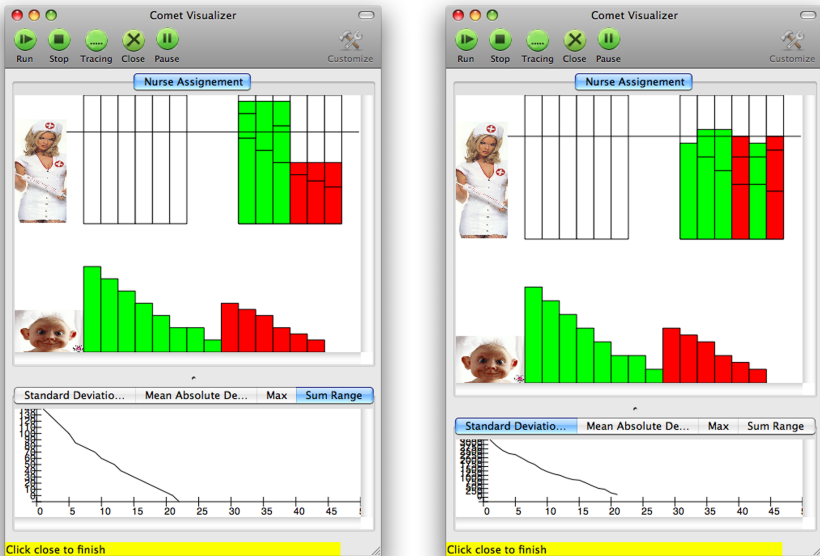 Comet Visualizer
Run Stop Tracing Close Pause Customize
Nurse Assignement
Standard Deviatio... Mean Absolute De... Max Sum Range
0 5 10 15 20 25 30 35 40 45
Click close to finish
Comet Visualizer
Run Stop Tracing Close Pause Customize
Nurse Assignement
Standard Deviatio... Mean Absolute De... Max Sum Range
0 5 10 15 20 25 30 35 40 45
Click close to finish